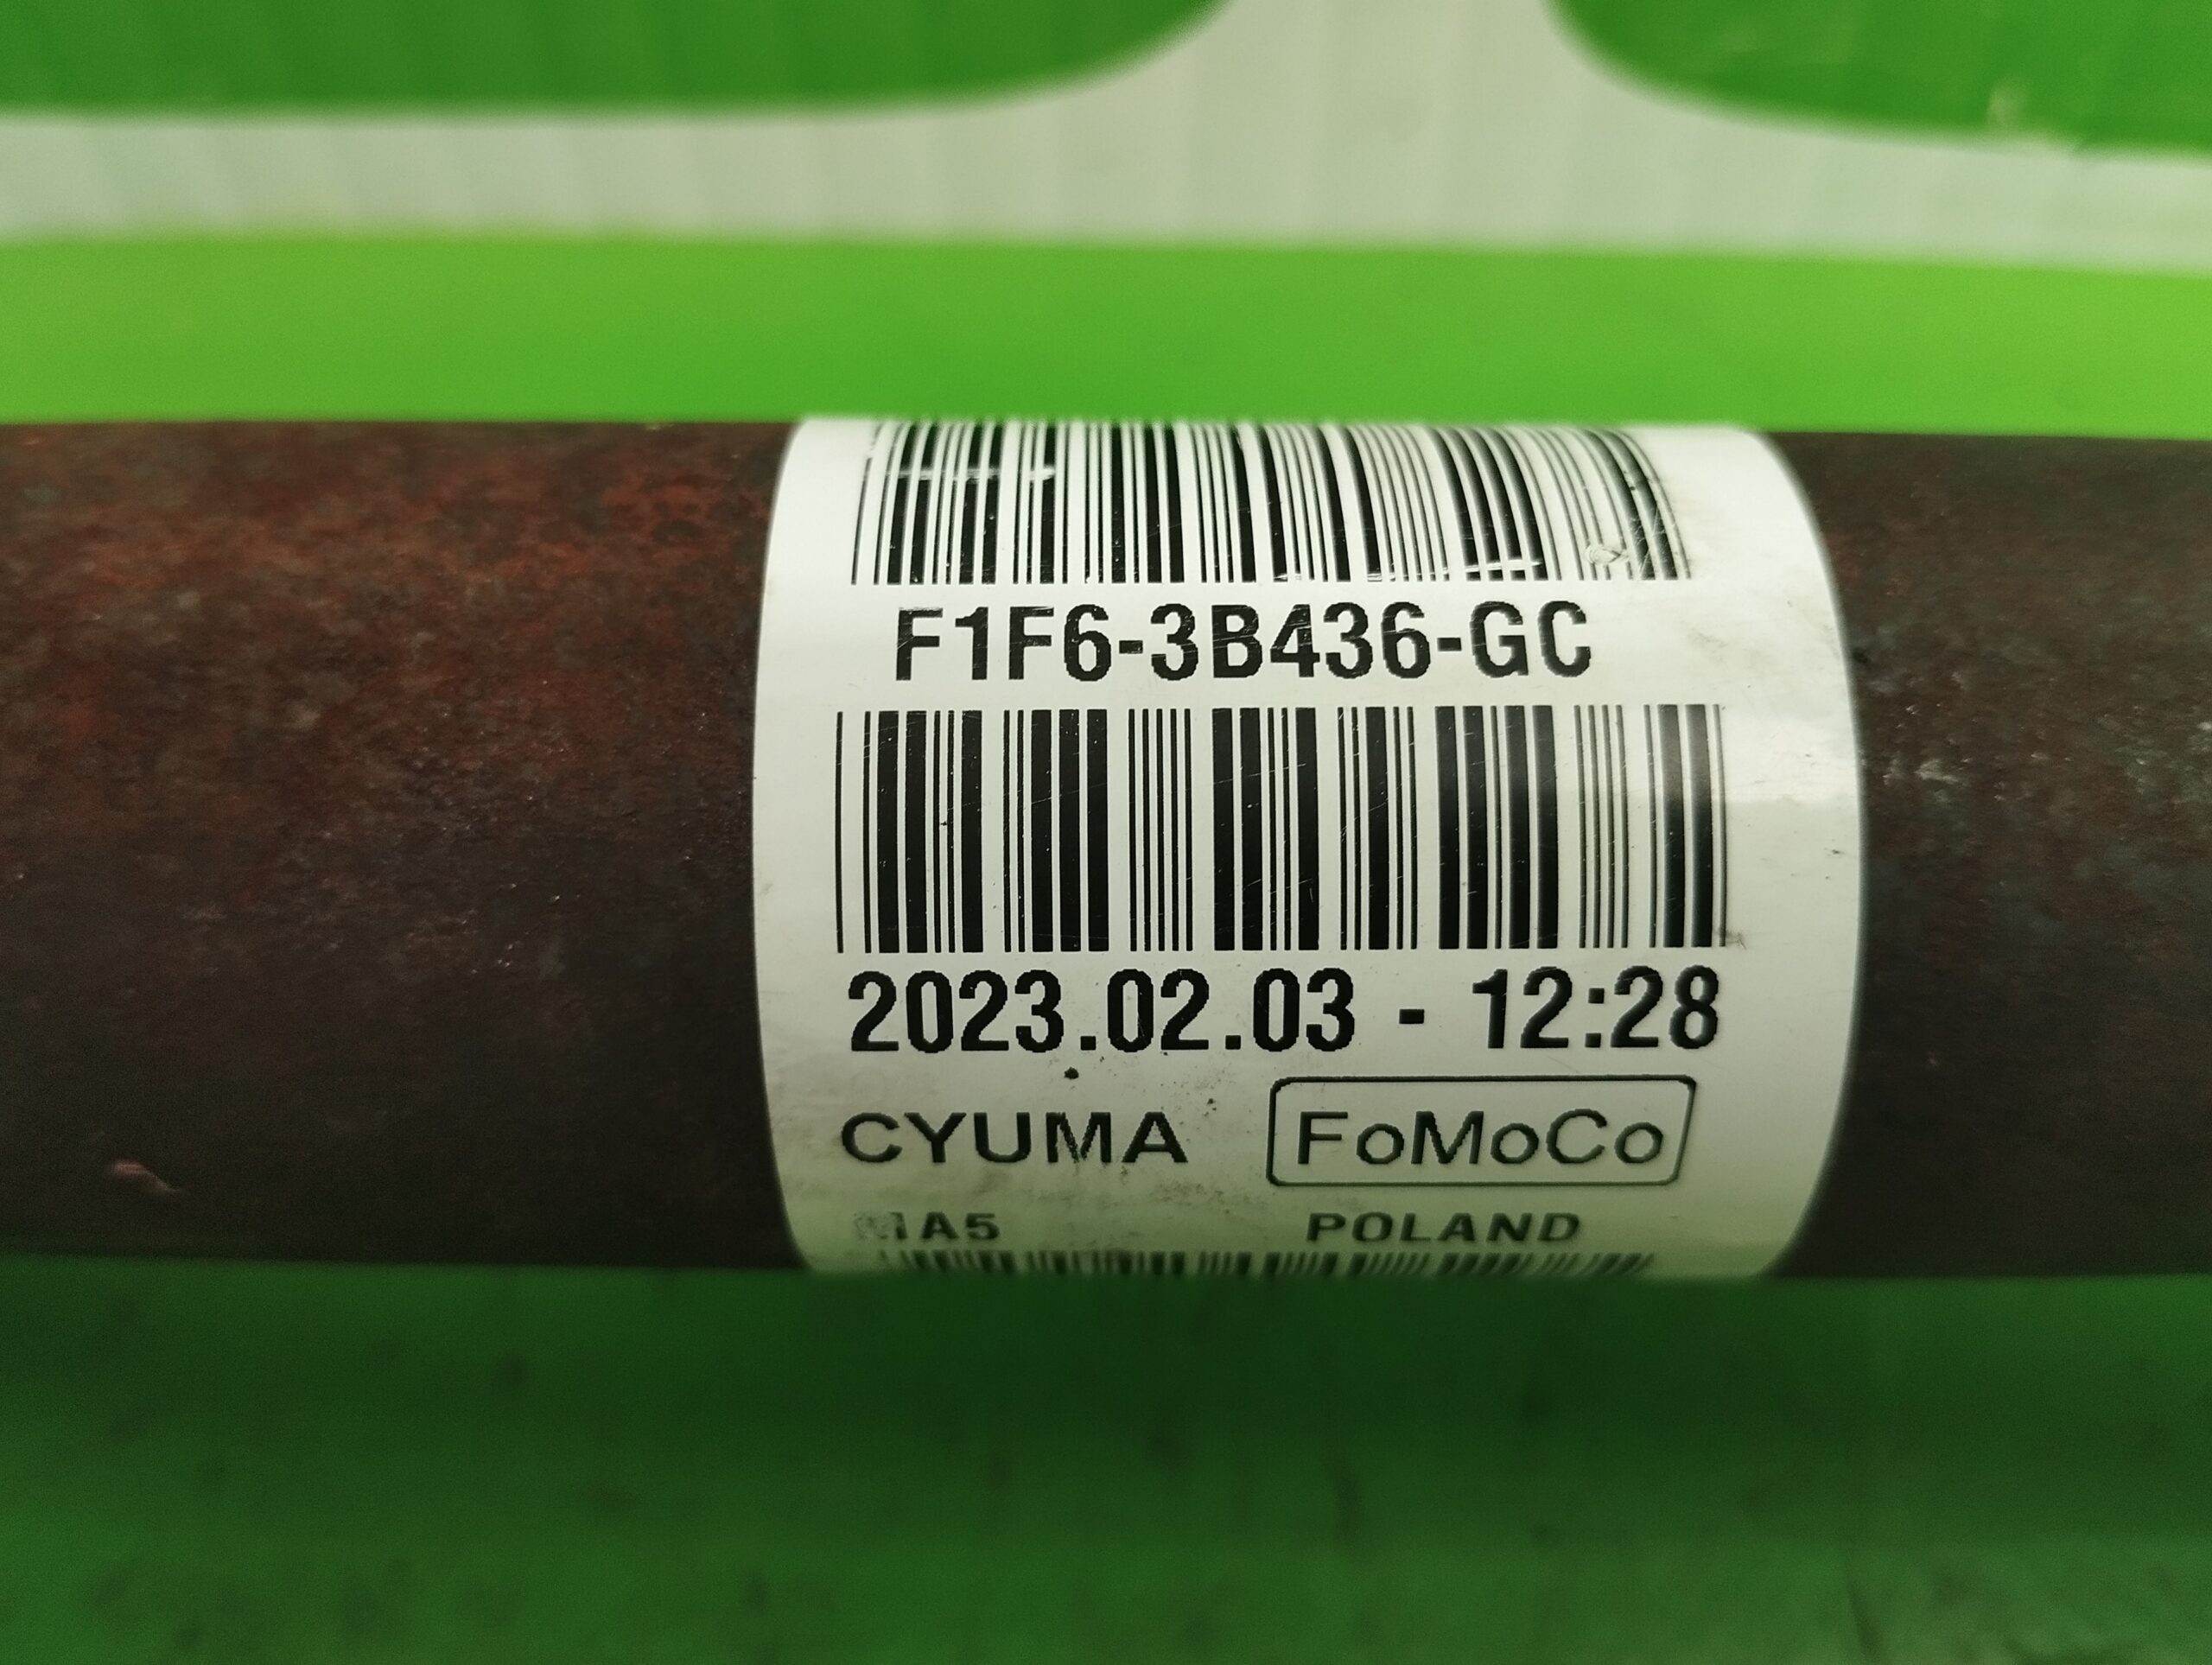 F1F6-3B436-GC
2023.02.03 - 12:28
CYUMA FoMoCo
POLAND